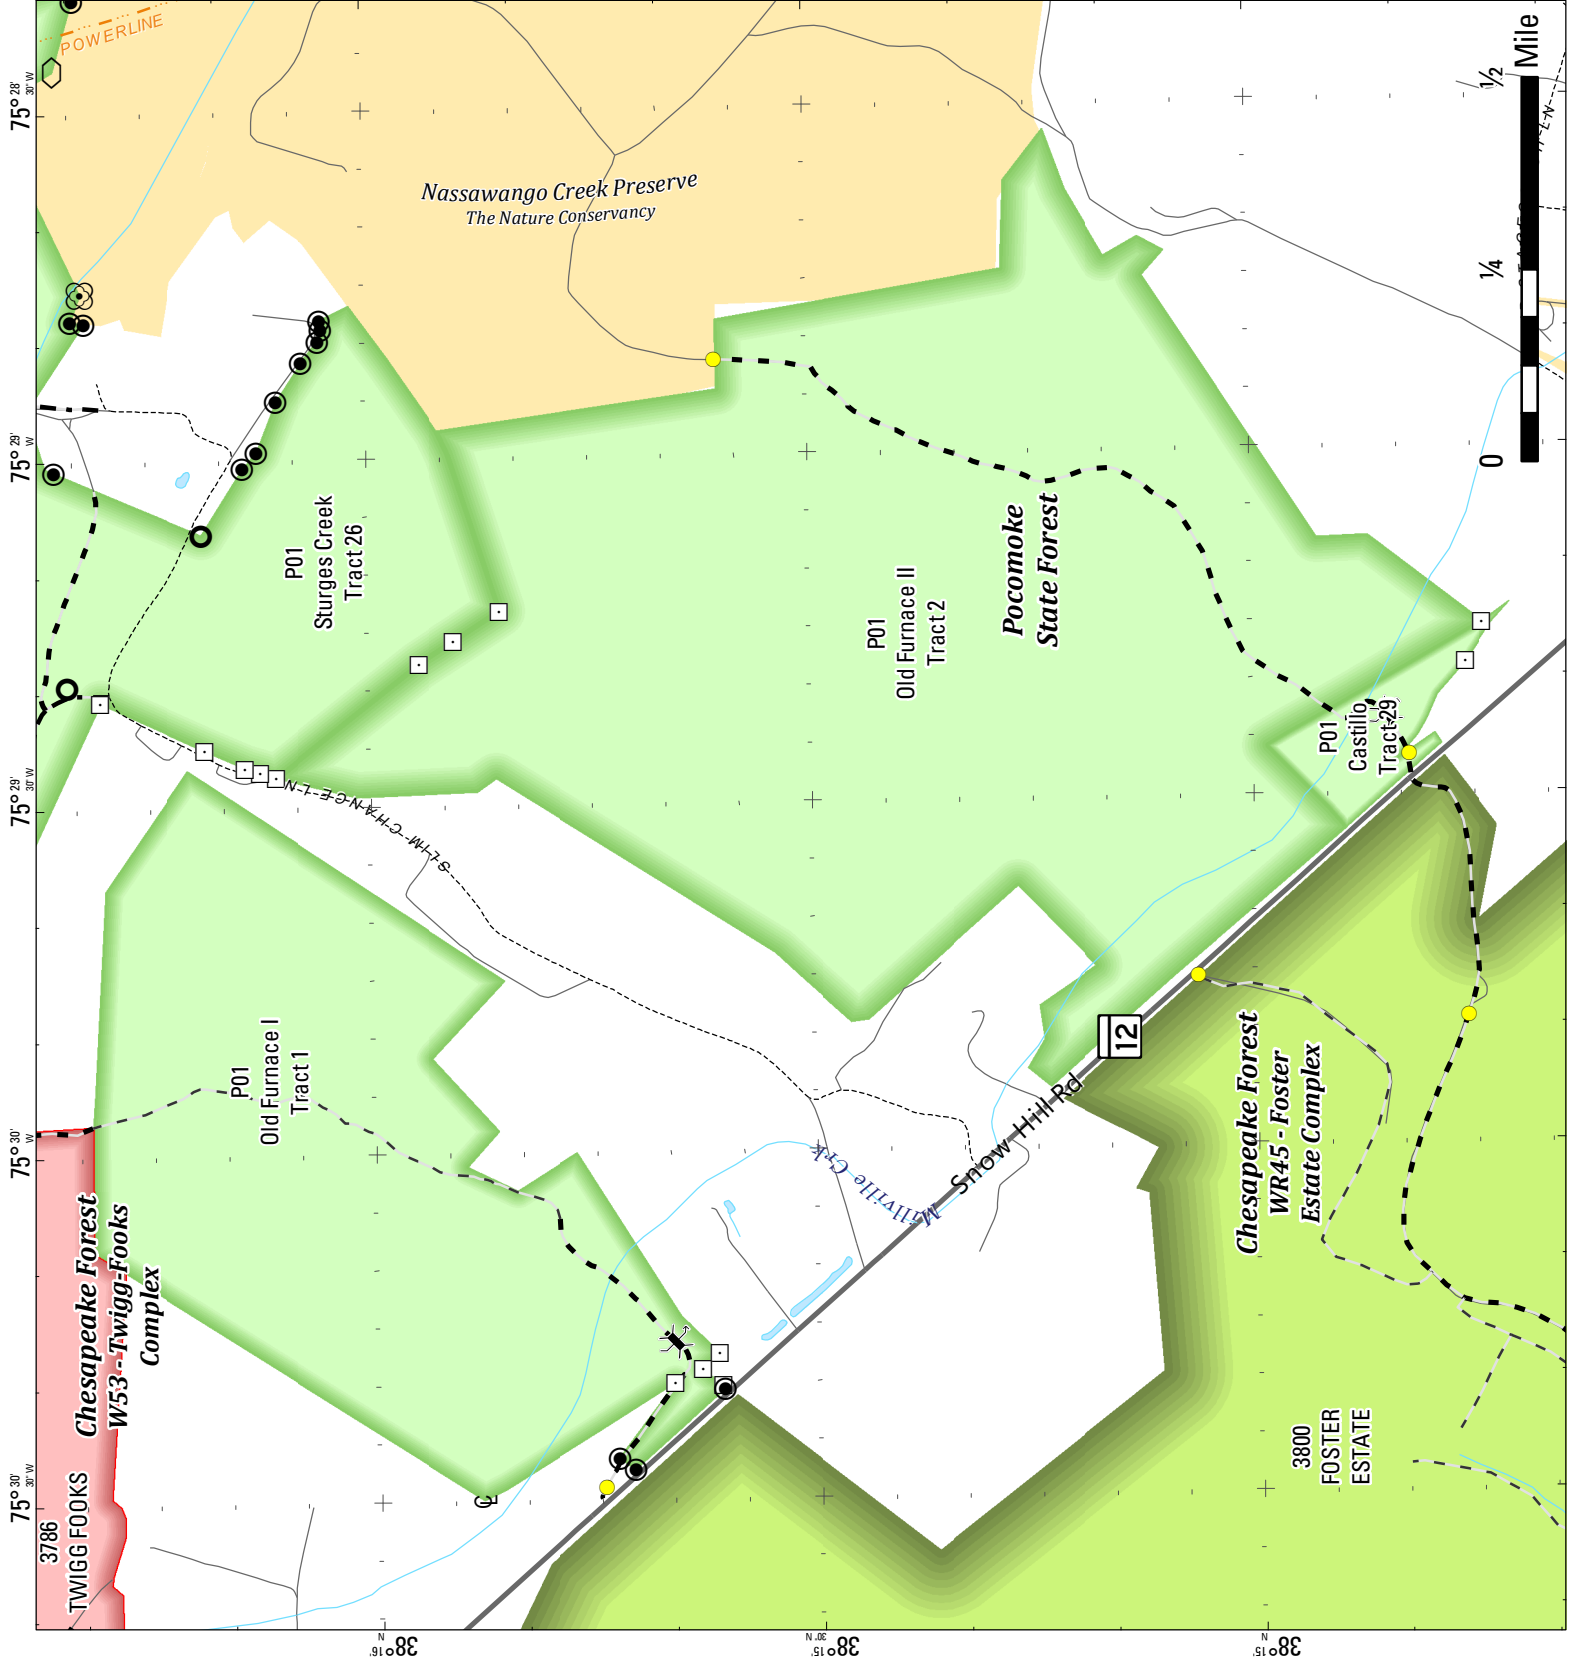 POWERLINE
75° 28' 30" W
Nassawango Creek Preserve
The Nature Conservancy
½
Mile
¼
0
75° 29' W
P01
Sturges Creek
Tract 26
P01
Old Furnace II
Tract 2
Pocomoke
State Forest
P01
Castillo
Tract 29
75° 29' 30" W
SLIM CHANCE LN
P01
Old Furnace I
Tract 1
12
Snow Hill Rd
Millville Crk
75° 30' W
Chesapeake Forest
W53 - Twigg-Fooks
Complex
Chesapeake Forest
WR45 - Foster
Estate Complex
75° 30' 30" W
3786
TWIGG FOOKS
3800
FOSTER
ESTATE
38° 16' N
38° 15' 30" N
38° 15' N